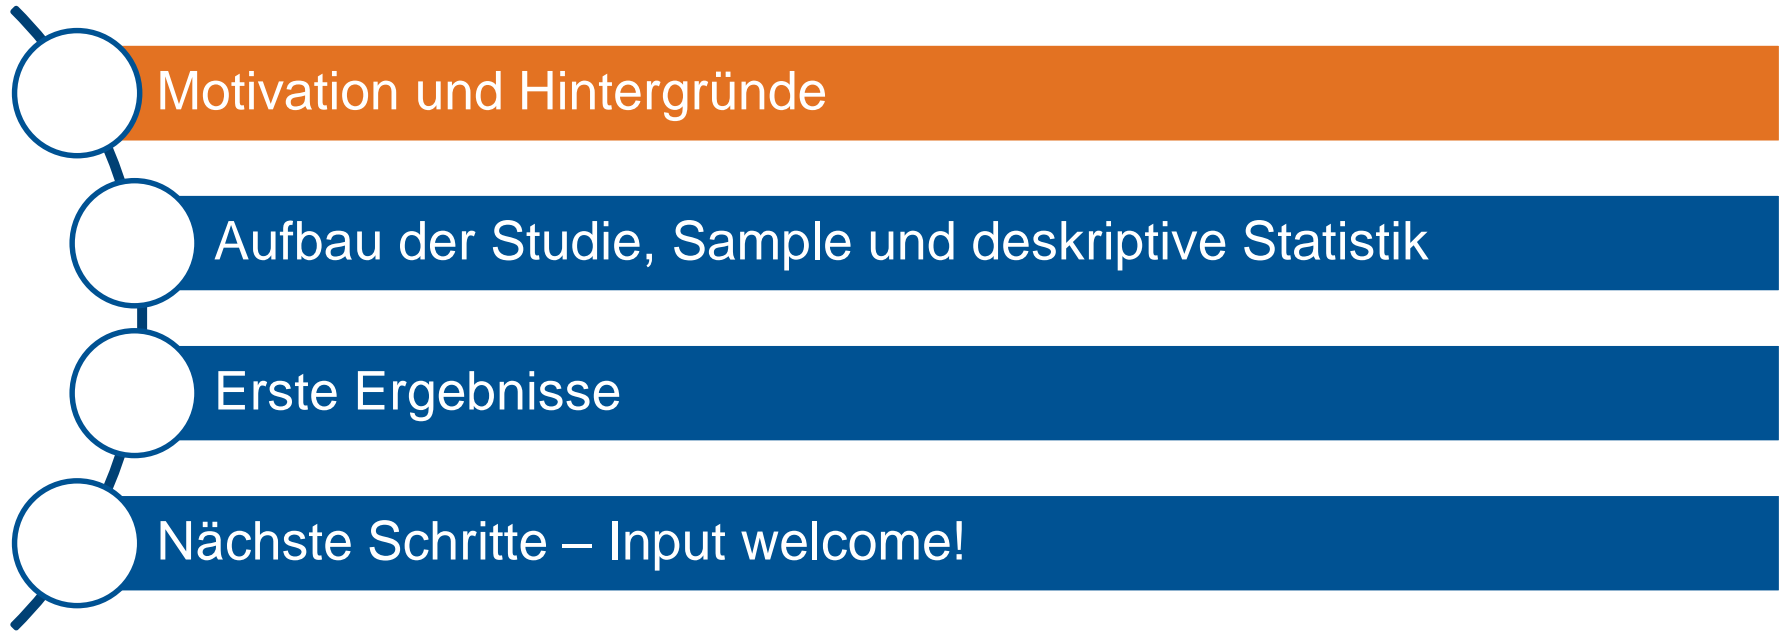 Motivation und Hintergründe
Aufbau der Studie, Sample und deskriptive Statistik
Erste Ergebnisse
Nächste Schritte – Input welcome!